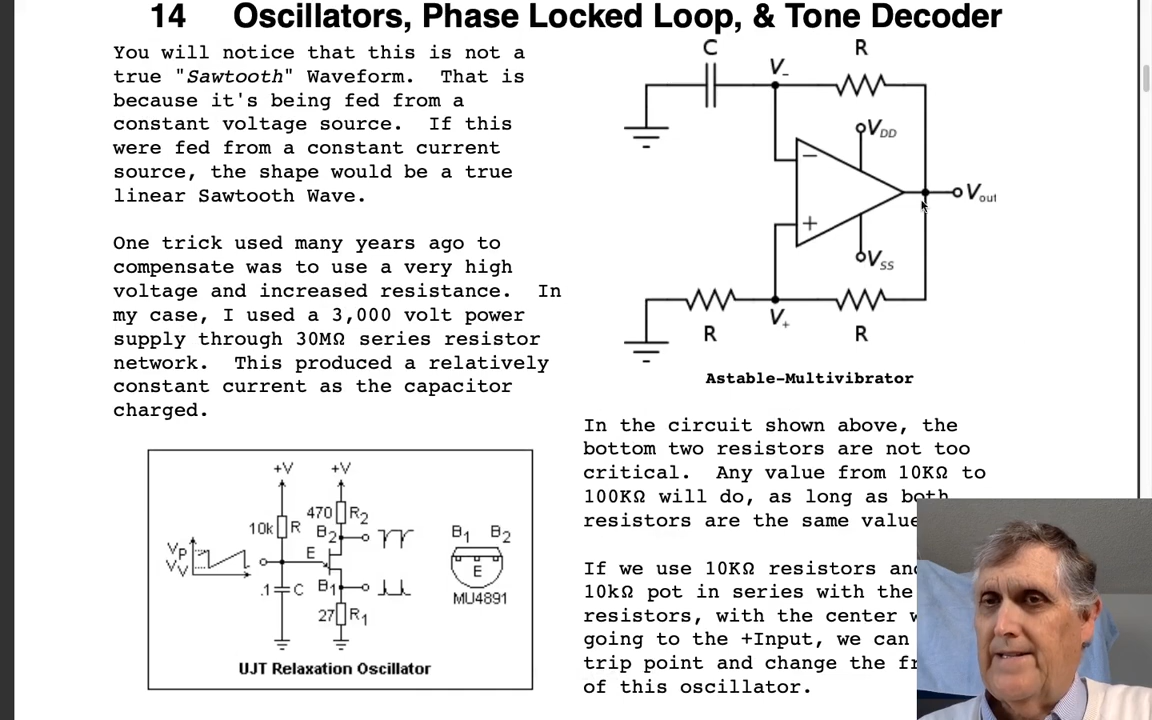 14 Oscillators, Phase Locked Loop, & Tone Decoder
You will notice that this is not a
true "Sawtooth" Waveform. That is
because it's being fed from a
constant voltage source. If this
were fed from a constant current
source, the shape would be a true
linear Sawtooth Wave.
One trick used many years ago to
compensate was to use a very high
voltage and increased resistance. In
my case, I used a 3,000 volt power
supply through 30MΩ series resistor
network. This produced a relatively
constant current as the capacitor
charged.
+V +V
470 R2
10k R B2
E
Vp
Vv
.1 C B1
27 R1
B1 B2
E
MU4891
UJT Relaxation Oscillator
C R
V-
VDD
−
+
Vout
VSS
V+
R R
Astable-Multivibrator
In the circuit shown above, the
bottom two resistors are not too
critical. Any value from 10KΩ to
100KΩ will do, as long as both
resistors are the same value
If we use 10KΩ resistors and
10kΩ pot in series with the
resistors, with the center
going to the +Input, we can
trip point and change the
of this oscillator.